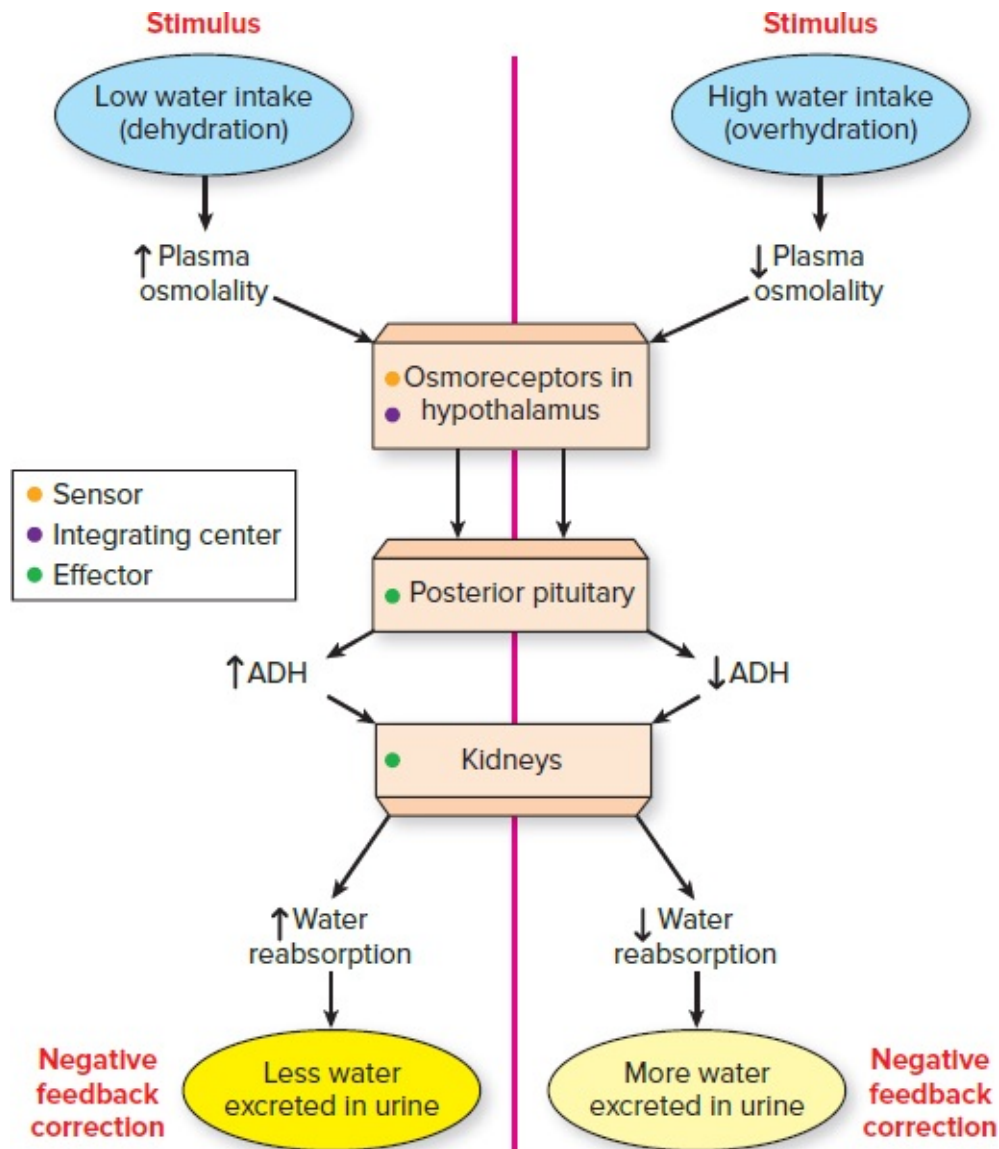 Stimulus
Low water intake
(dehydration)
↑ Plasma
osmolality
Stimulus
High water intake
(overhydration)
↓ Plasma
osmolality
Osmoreceptors in
hypothalamus
Sensor
Integrating center
Effector
Posterior pituitary
↑ ADH
↓ ADH
Kidneys
↑ Water
reabsorption
↓ Water
reabsorption
Negative
feedback
correction
Less water
excreted in urine
More water
excreted in urine
Negative
feedback
correction